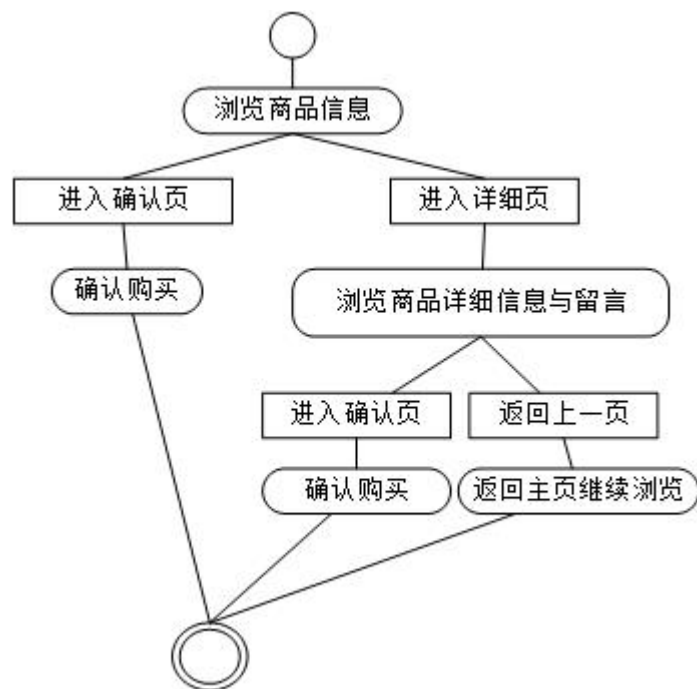 浏览商品信息
进入确认页
进入详细页
确认购买
浏览商品详细信息与留言
进入确认页
返回上一页
确认购买
返回主页继续浏览